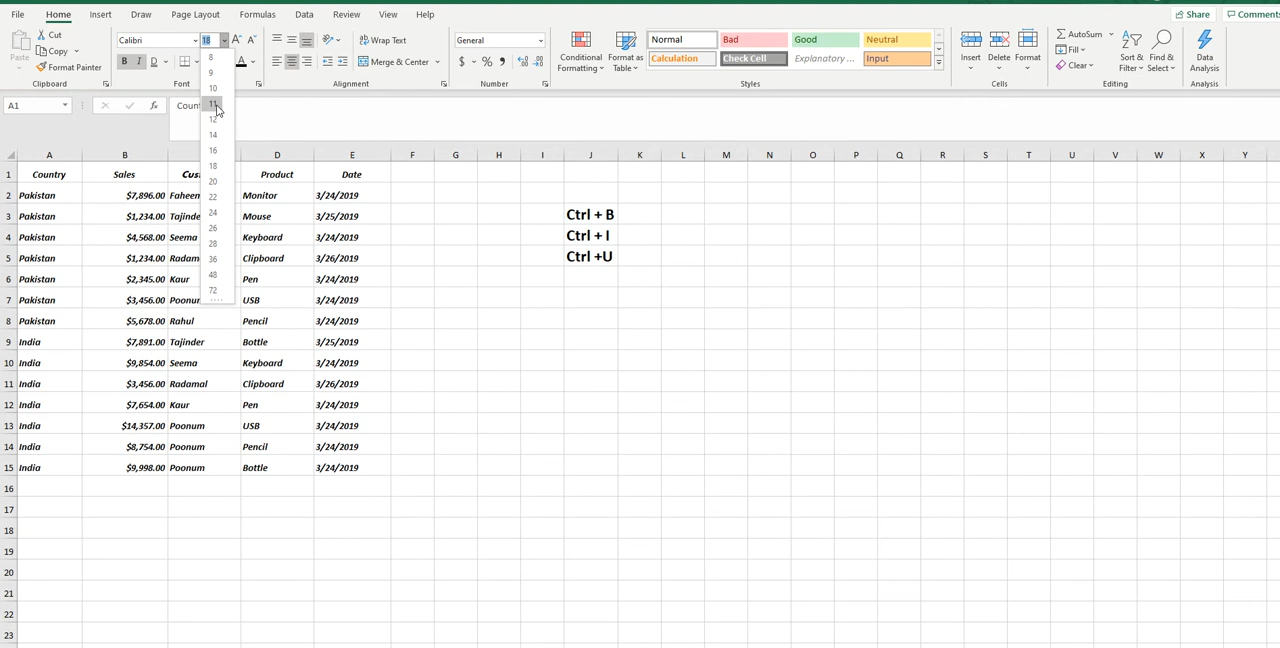 File Home Insert Draw Page Layout Formulas Data Review View Help Share Comments
Cut
Copy
Format Painter
Paste
Clipboard
Calibri 18
B I D A
Wrap Text
Merge & Center
Alignment
General
$ % ,
Number
Conditional Formatting
Format as Table
Normal Bad Good Neutral
Calculation Check Cell Explanatory ... Input
Styles
Insert Delete Format
Cells
AutoSum
Fill
Clear
Sort & Filter
Find & Select
Editing
Data Analysis
Analysis
8
9
10
11
12
14
16
18
20
22
24
26
28
36
48
72
A1 fx
A B D E F G H I J K L M N O P Q R S T U V W X Y
1 Country Sales Product Date
2 Pakistan $7,896.00 Monitor 3/24/2019
3 Pakistan $1,234.00 Mouse 3/25/2019 Ctrl + B
4 Pakistan $4,568.00 Seema Keyboard 3/24/2019 Ctrl + I
5 Pakistan $1,234.00 Clipboard 3/26/2019 Ctrl +U
6 Pakistan $2,345.00 Kaur Pen 3/24/2019
7 Pakistan $3,456.00 USB 3/24/2019
8 Pakistan $5,678.00 Rahul Pencil 3/24/2019
9 India $7,891.00 Tajinder Bottle 3/25/2019
10 India $9,854.00 Seema Keyboard 3/24/2019
11 India $3,456.00 Radamal Clipboard 3/26/2019
12 India $7,654.00 Kaur Pen 3/24/2019
13 India $14,357.00 Poonum USB 3/24/2019
14 India $8,754.00 Poonum Pencil 3/24/2019
15 India $9,998.00 Poonum Bottle 3/24/2019
16
17
18
19
20
21
22
23